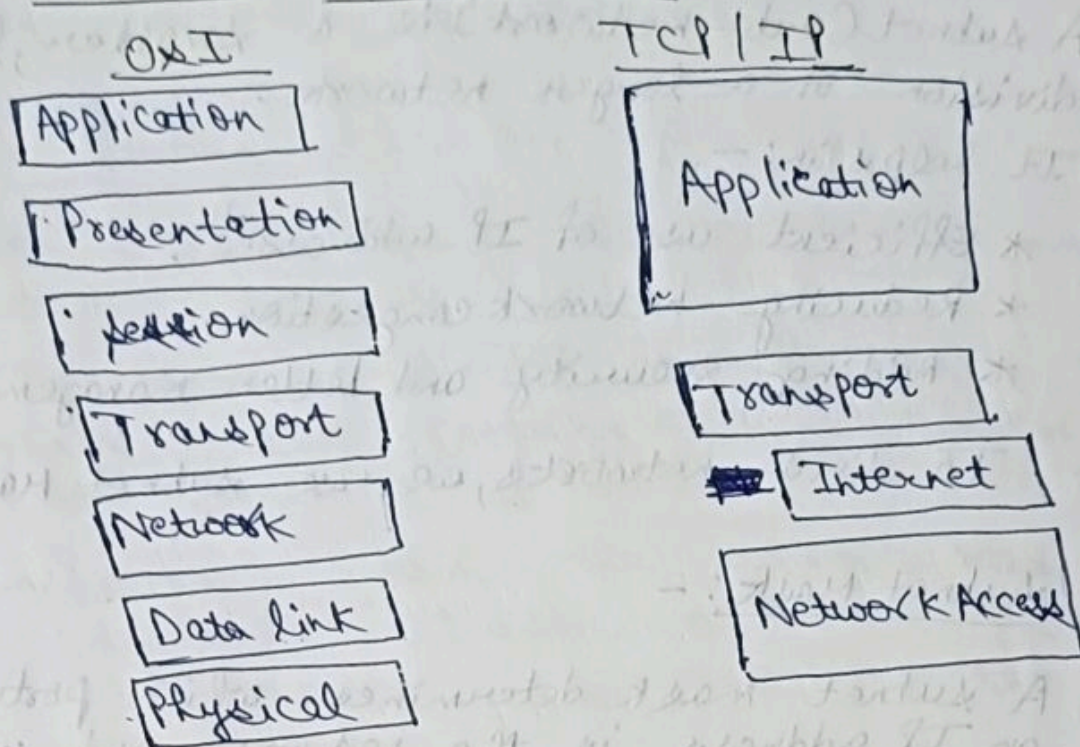 OSI
Application
Presentation
session
Transport
Network
Data link
Physical
TCP/IP
Application
Transport
Internet
Network Access